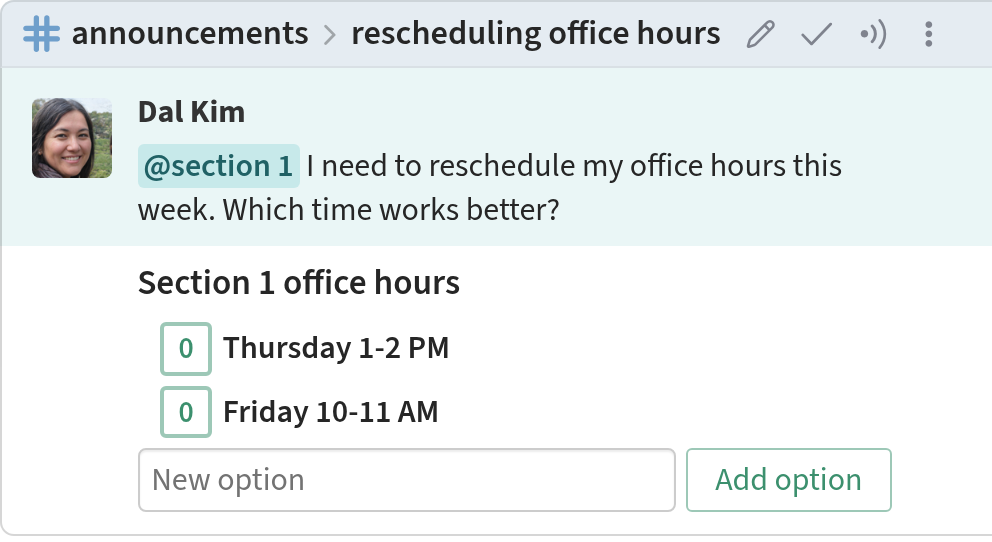 announcements > rescheduling office hours
Dal Kim
@section 1 I need to reschedule my office hours this
week. Which time works better?
Section 1 office hours
0 Thursday 1-2 PM
0 Friday 10-11 AM
New option Add option